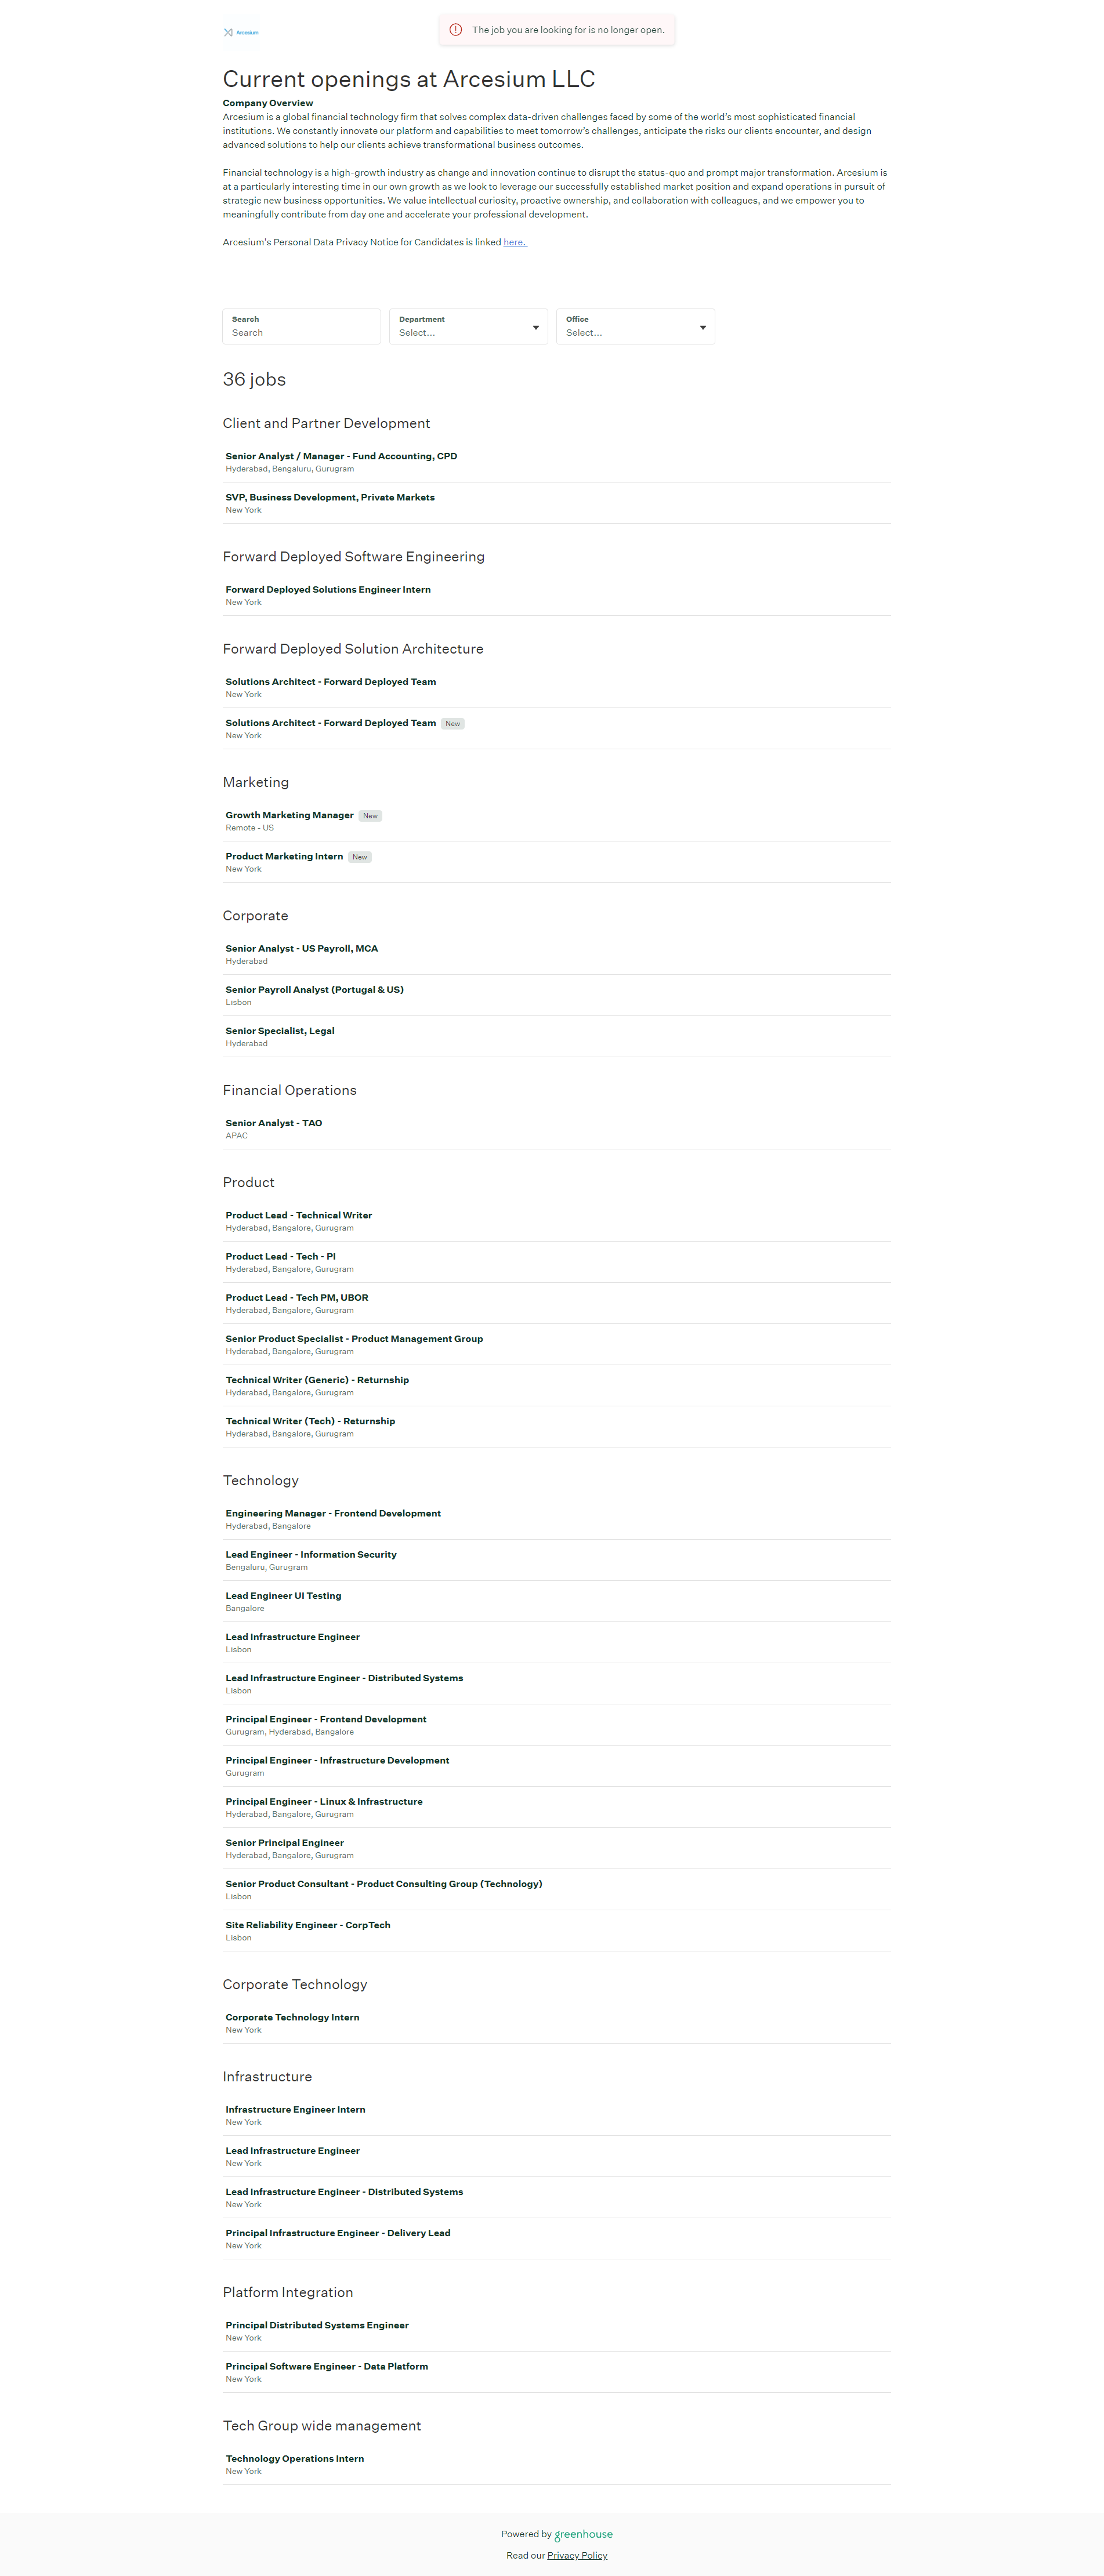 Arcesium
The job you are looking for is no longer open.
Current openings at Arcesium LLC
Company Overview
Arcesium is a global financial technology firm that solves complex data-driven challenges faced by some of the world's most sophisticated financial
institutions. We constantly innovate our platform and capabilities to meet tomorrow's challenges, anticipate the risks our clients encounter, and design
advanced solutions to help our clients achieve transformational business outcomes.
Financial technology is a high-growth industry as change and innovation continue to disrupt the status-quo and prompt major transformation. Arcesium is
at a particularly interesting time in our own growth as we look to leverage our successfully established market position and expand operations in pursuit of
strategic new business opportunities. We value intellectual curiosity, proactive ownership, and collaboration with colleagues, and we empower you to
meaningfully contribute from day one and accelerate your professional development.
Arcesium's Personal Data Privacy Notice for Candidates is linked here.
Search
Search
Department
Select...
Office
Select...
36 jobs
Client and Partner Development
Senior Analyst / Manager - Fund Accounting, CPD
Hyderabad, Bengaluru, Gurugram
SVP, Business Development, Private Markets
New York
Forward Deployed Software Engineering
Forward Deployed Solutions Engineer Intern
New York
Forward Deployed Solution Architecture
Solutions Architect - Forward Deployed Team
New York
Solutions Architect - Forward Deployed Team New
New York
Marketing
Growth Marketing Manager New
Remote - US
Product Marketing Intern New
New York
Corporate
Senior Analyst - US Payroll, MCA
Hyderabad
Senior Payroll Analyst (Portugal & US)
Lisbon
Senior Specialist, Legal
Hyderabad
Financial Operations
Senior Analyst - TAO
APAC
Product
Product Lead - Technical Writer
Hyderabad, Bangalore, Gurugram
Product Lead - Tech - PI
Hyderabad, Bangalore, Gurugram
Product Lead - Tech PM, UBOR
Hyderabad, Bangalore, Gurugram
Senior Product Specialist - Product Management Group
Hyderabad, Bangalore, Gurugram
Technical Writer (Generic) - Returnship
Hyderabad, Bangalore, Gurugram
Technical Writer (Tech) - Returnship
Hyderabad, Bangalore, Gurugram
Technology
Engineering Manager - Frontend Development
Hyderabad, Bangalore
Lead Engineer - Information Security
Bengaluru, Gurugram
Lead Engineer UI Testing
Bangalore
Lead Infrastructure Engineer
Lisbon
Lead Infrastructure Engineer - Distributed Systems
Lisbon
Principal Engineer - Frontend Development
Gurugram, Hyderabad, Bangalore
Principal Engineer - Infrastructure Development
Gurugram
Principal Engineer - Linux & Infrastructure
Hyderabad, Bangalore, Gurugram
Senior Principal Engineer
Hyderabad, Bangalore, Gurugram
Senior Product Consultant - Product Consulting Group (Technology)
Lisbon
Site Reliability Engineer - CorpTech
Lisbon
Corporate Technology
Corporate Technology Intern
New York
Infrastructure
Infrastructure Engineer Intern
New York
Lead Infrastructure Engineer
New York
Lead Infrastructure Engineer - Distributed Systems
New York
Principal Infrastructure Engineer - Delivery Lead
New York
Platform Integration
Principal Distributed Systems Engineer
New York
Principal Software Engineer - Data Platform
New York
Tech Group wide management
Technology Operations Intern
New York
Powered by greenhouse
Read our Privacy Policy